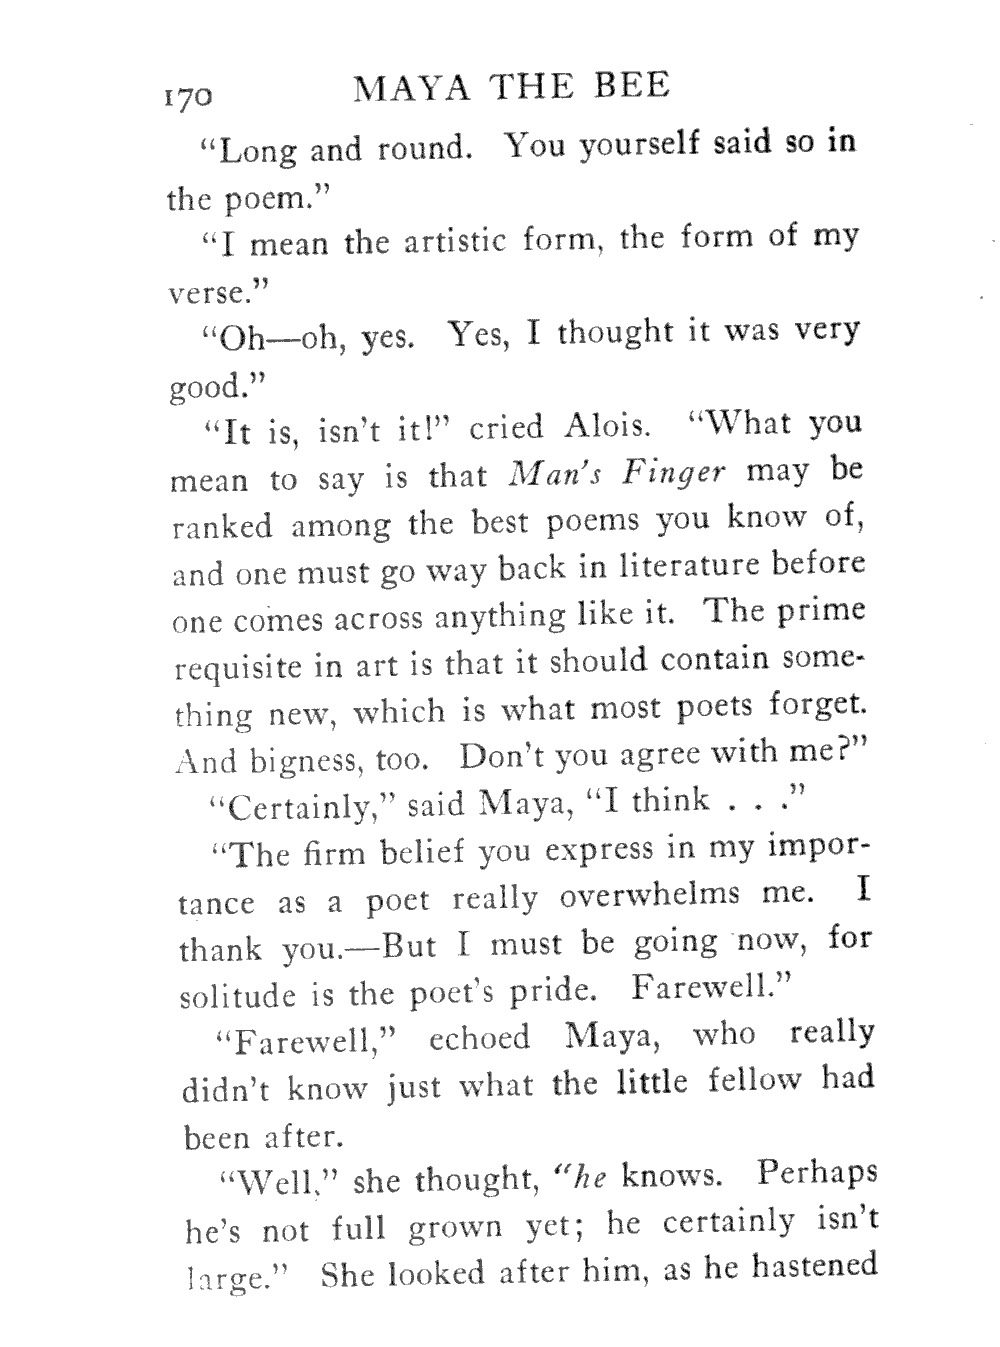 170 MAYA THE BEE
“Long and round. You yourself said so in
the poem.”
“I mean the artistic form, the form of my
verse.”
“Oh—oh, yes. Yes, I thought it was very
good.”
“It is, isn’t it!” cried Alois. “What you
mean to say is that Man’s Finger may be
ranked among the best poems you know of,
and one must go way back in literature before
one comes across anything like it. The prime
requisite in art is that it should contain some-
thing new, which is what most poets forget.
And bigness, too. Don’t you agree with me?”
“Certainly,” said Maya, “I think . . .”
“The firm belief you express in my impor-
tance as a poet really overwhelms me. I
thank you.—But I must be going now, for
solitude is the poet’s pride. Farewell.”
“Farewell,” echoed Maya, who really
didn’t know just what the little fellow had
been after.
“Well,” she thought, “he knows. Perhaps
he’s not full grown yet; he certainly isn’t
large.” She looked after him, as he hastened